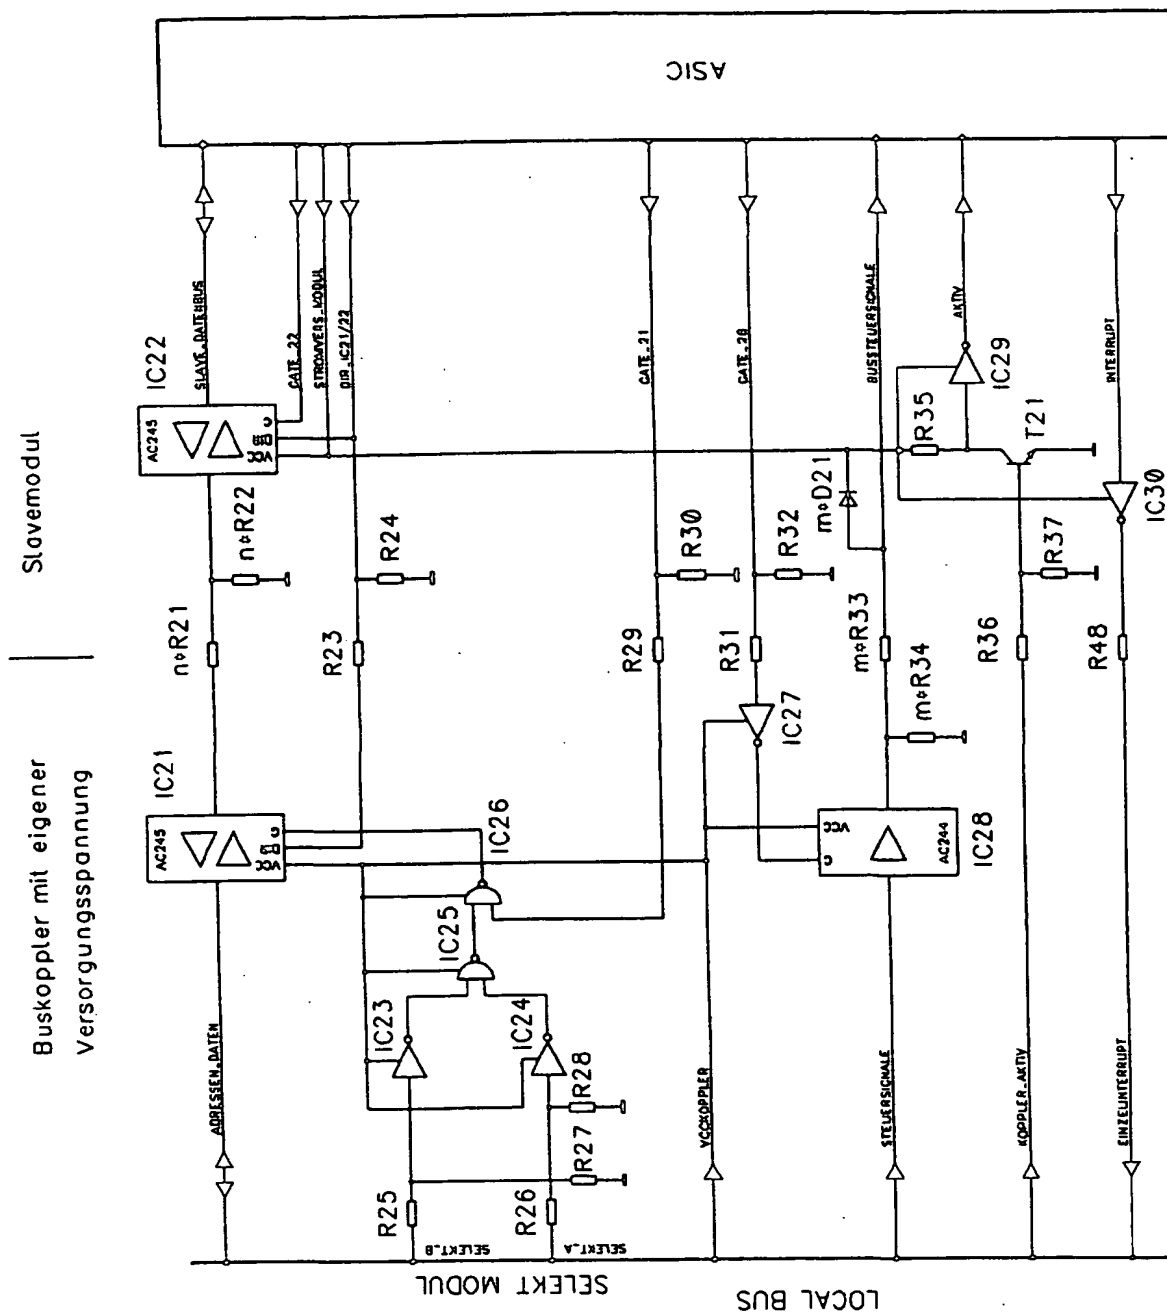 Buskoppler mit eigener
Versorgungsspannung
Slavemodul
IC21
AC245
VCC
G
n*R21
n*R22
IC22
AC245
VCC
G
SLAVE_DATENBUS
GATE_22
STROMVERS_MODUL
DIR_IC21/22
ASIC
ADRESSEN_DATEN
R23
R24
IC23
IC24
IC25
IC26
R25
R26
R27
R28
SELEKT_B
SELEKT_A
SELEKT MODUL
R29
R30
GATE_21
R31
R32
GATE_28
IC27
VCCKOPPLER
VCC
G
AC244
IC28
m*R33
m*R34
m*D21
BUSSTEUERSIGNALE
STEUERSIGNALE
LOCAL BUS
R35
IC29
AKTIV
T21
R36
R37
KOPPLER_AKTIV
IC30
INTERRUPT
R48
EINZELINTERRUPT